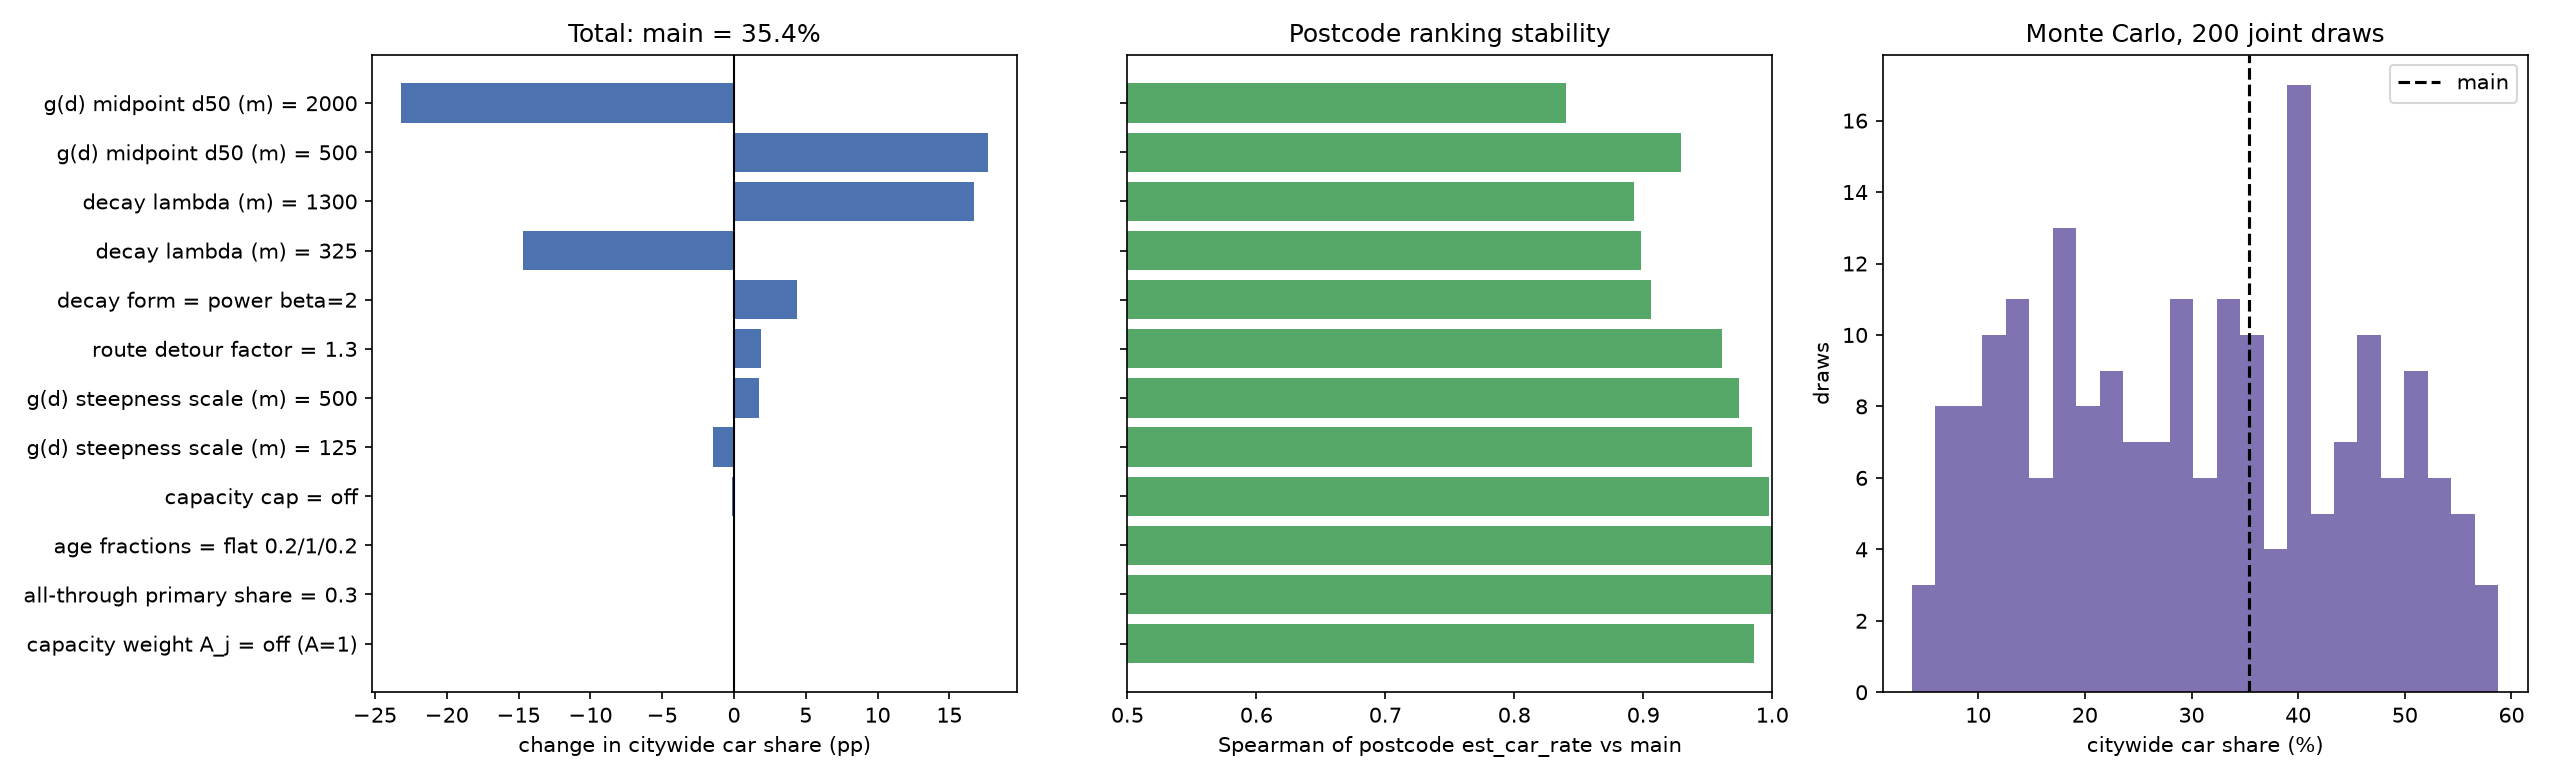 Total: main = 35.4%
g(d) midpoint d50 (m) = 2000
g(d) midpoint d50 (m) = 500
decay lambda (m) = 1300
decay lambda (m) = 325
decay form = power beta=2
route detour factor = 1.3
g(d) steepness scale (m) = 500
g(d) steepness scale (m) = 125
capacity cap = off
age fractions = flat 0.2/1/0.2
all-through primary share = 0.3
capacity weight A_j = off (A=1)
−25 −20 −15 −10 −5 0 5 10 15
change in citywide car share (pp)
Postcode ranking stability
0.5 0.6 0.7 0.8 0.9 1.0
Spearman of postcode est_car_rate vs main
Monte Carlo, 200 joint draws
main
draws
16
14
12
10
8
6
4
2
0
10 20 30 40 50 60
citywide car share (%)